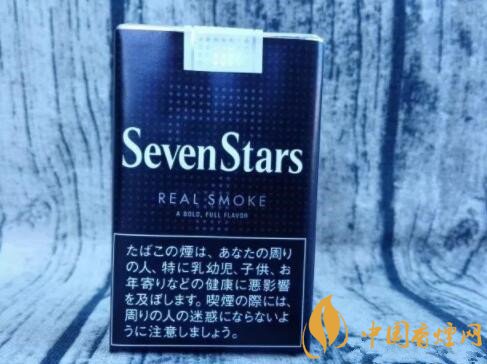 Seven Stars
REAL SMOKE
A BOLD, FULL FLAVOR
たばこの煙は、あなたの周り
の人、特に乳幼児、子供、お
年寄りなどの健康に悪影響
を及ぼします。喫煙の際には、
周りの人の迷惑にならないよ
うに注意しましょう。
中国香烟网